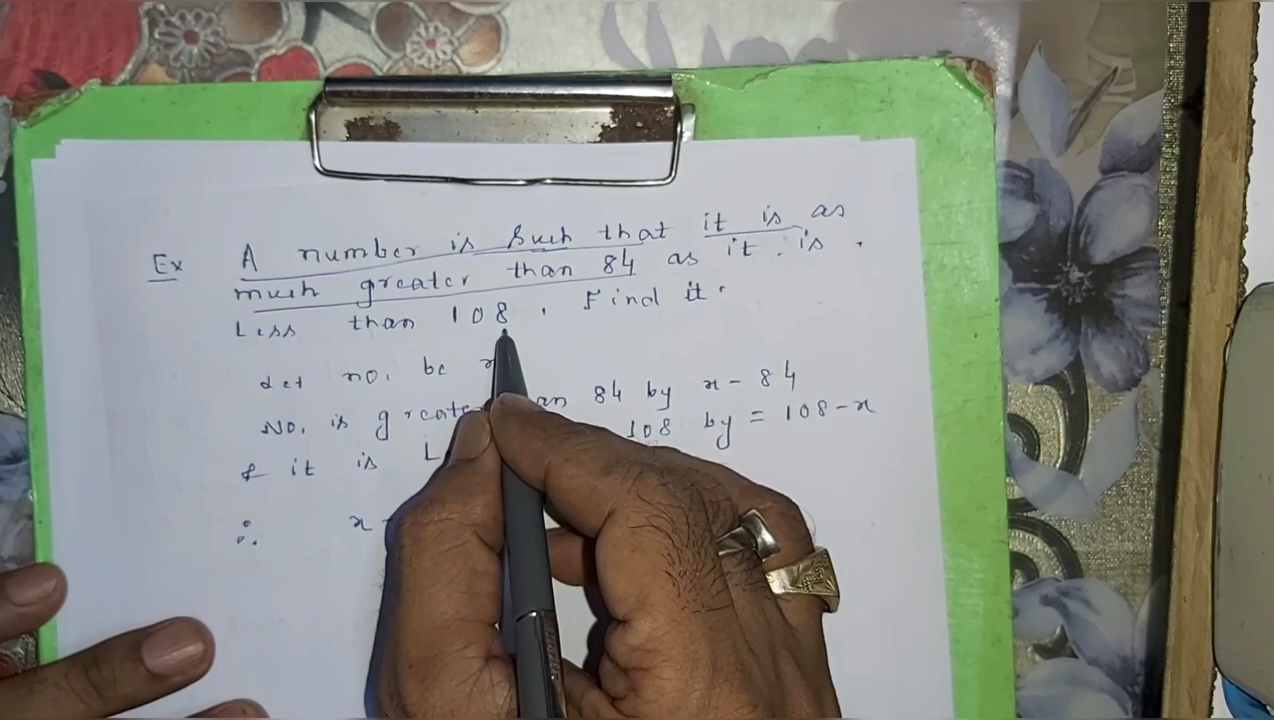 Ex A number is such that it is as
much greater than 84 as it is
Less than 108. Find it.
Let no. be
No. is greater than 84 by x - 84
& it is L 108 by = 108 - x
∴ x -